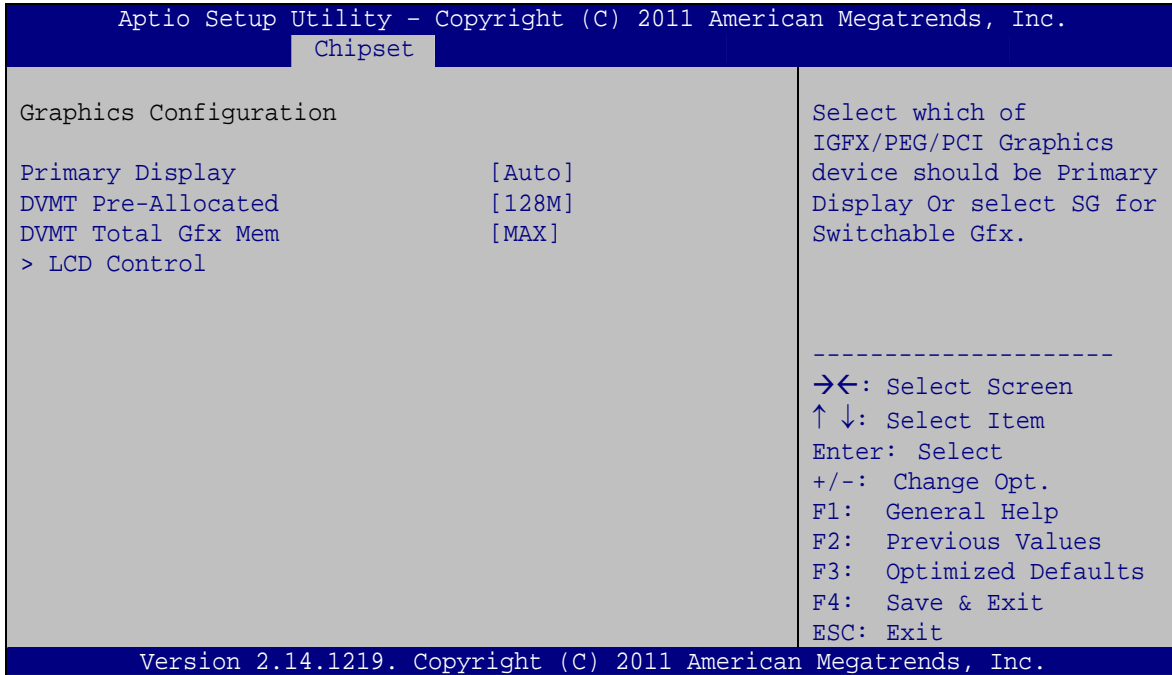 Aptio Setup Utility – Copyright (C) 2011 American Megatrends, Inc.
Chipset
Graphics Configuration
Primary Display [Auto]
DVMT Pre-Allocated [128M]
DVMT Total Gfx Mem [MAX]
> LCD Control
Select which of
IGFX/PEG/PCI Graphics
device should be Primary
Display Or select SG for
Switchable Gfx.
---------------------
→←: Select Screen
↑ ↓: Select Item
Enter: Select
+/-: Change Opt.
F1: General Help
F2: Previous Values
F3: Optimized Defaults
F4: Save & Exit
ESC: Exit
Version 2.14.1219. Copyright (C) 2011 American Megatrends, Inc.